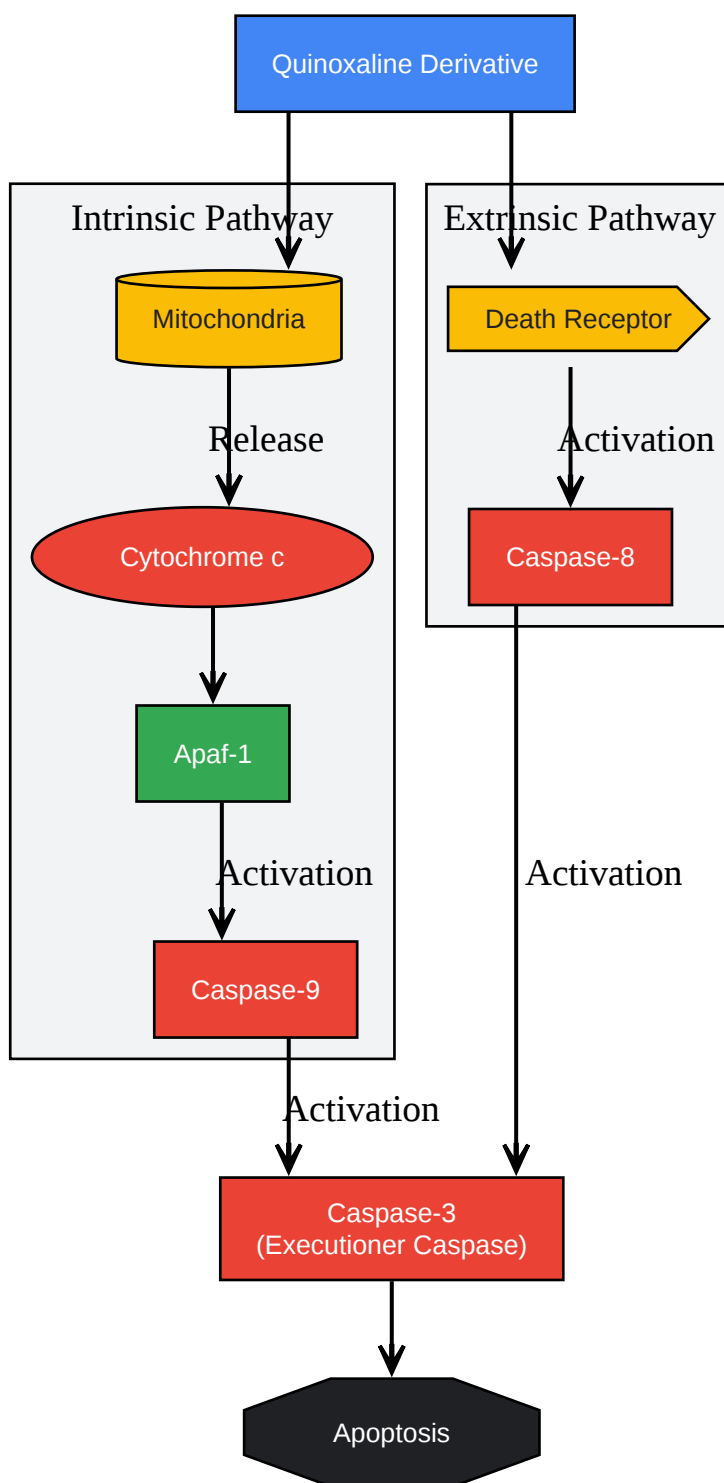 Quinoxaline Derivative
Intrinsic Pathway
Extrinsic Pathway
Mitochondria
Death Receptor
Release
Activation
Cytochrome c
Caspase-8
Apaf-1
Activation
Activation
Caspase-9
Activation
Caspase-3
(Executioner Caspase)
Apoptosis